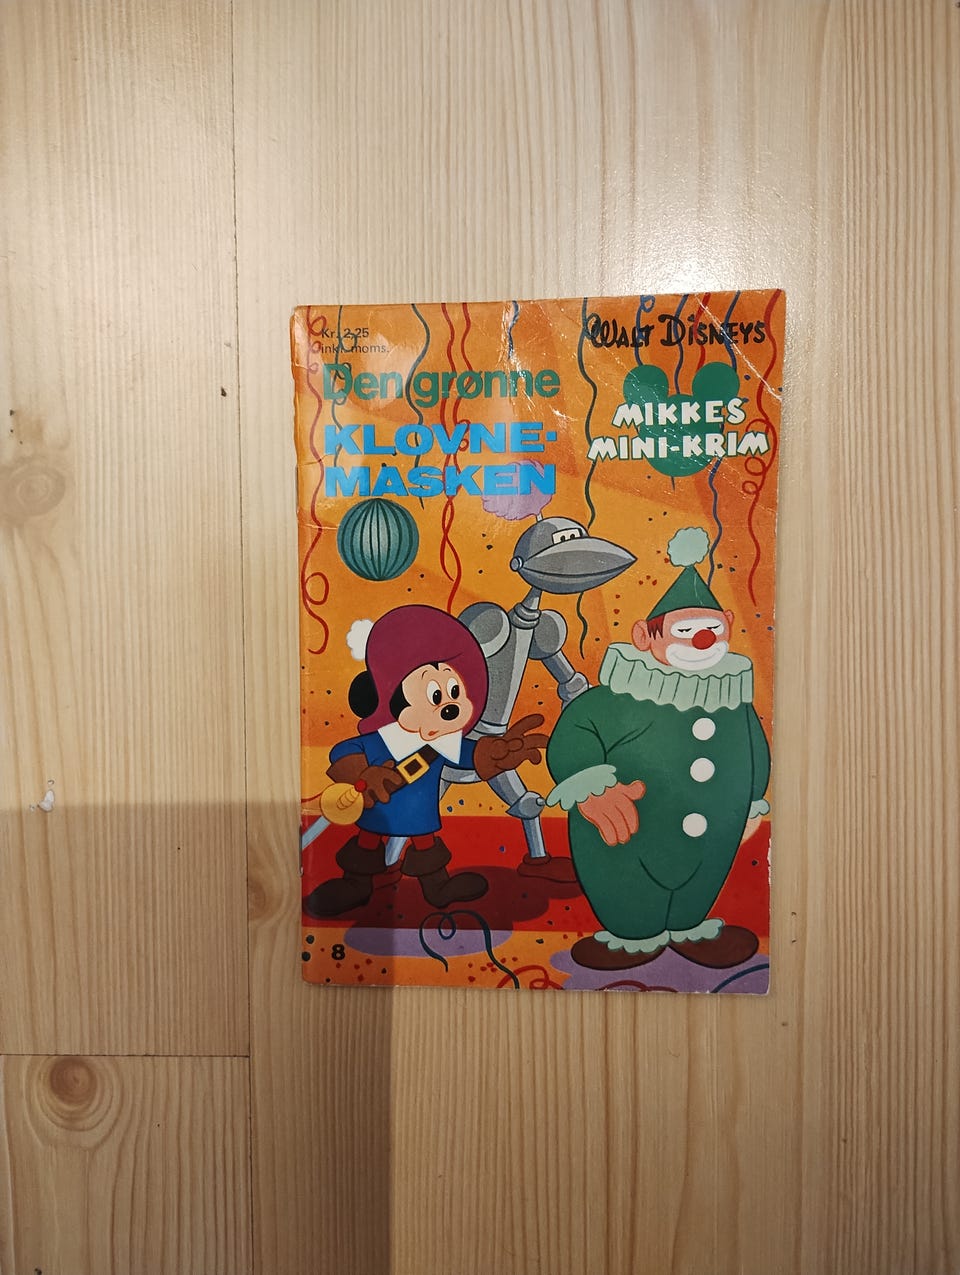 Kr. 2,25
inkl. moms.
Den grønne
KLOVNE-
MASKEN
WALT DISNEYS
MIKKES
MINI-KRIM
8